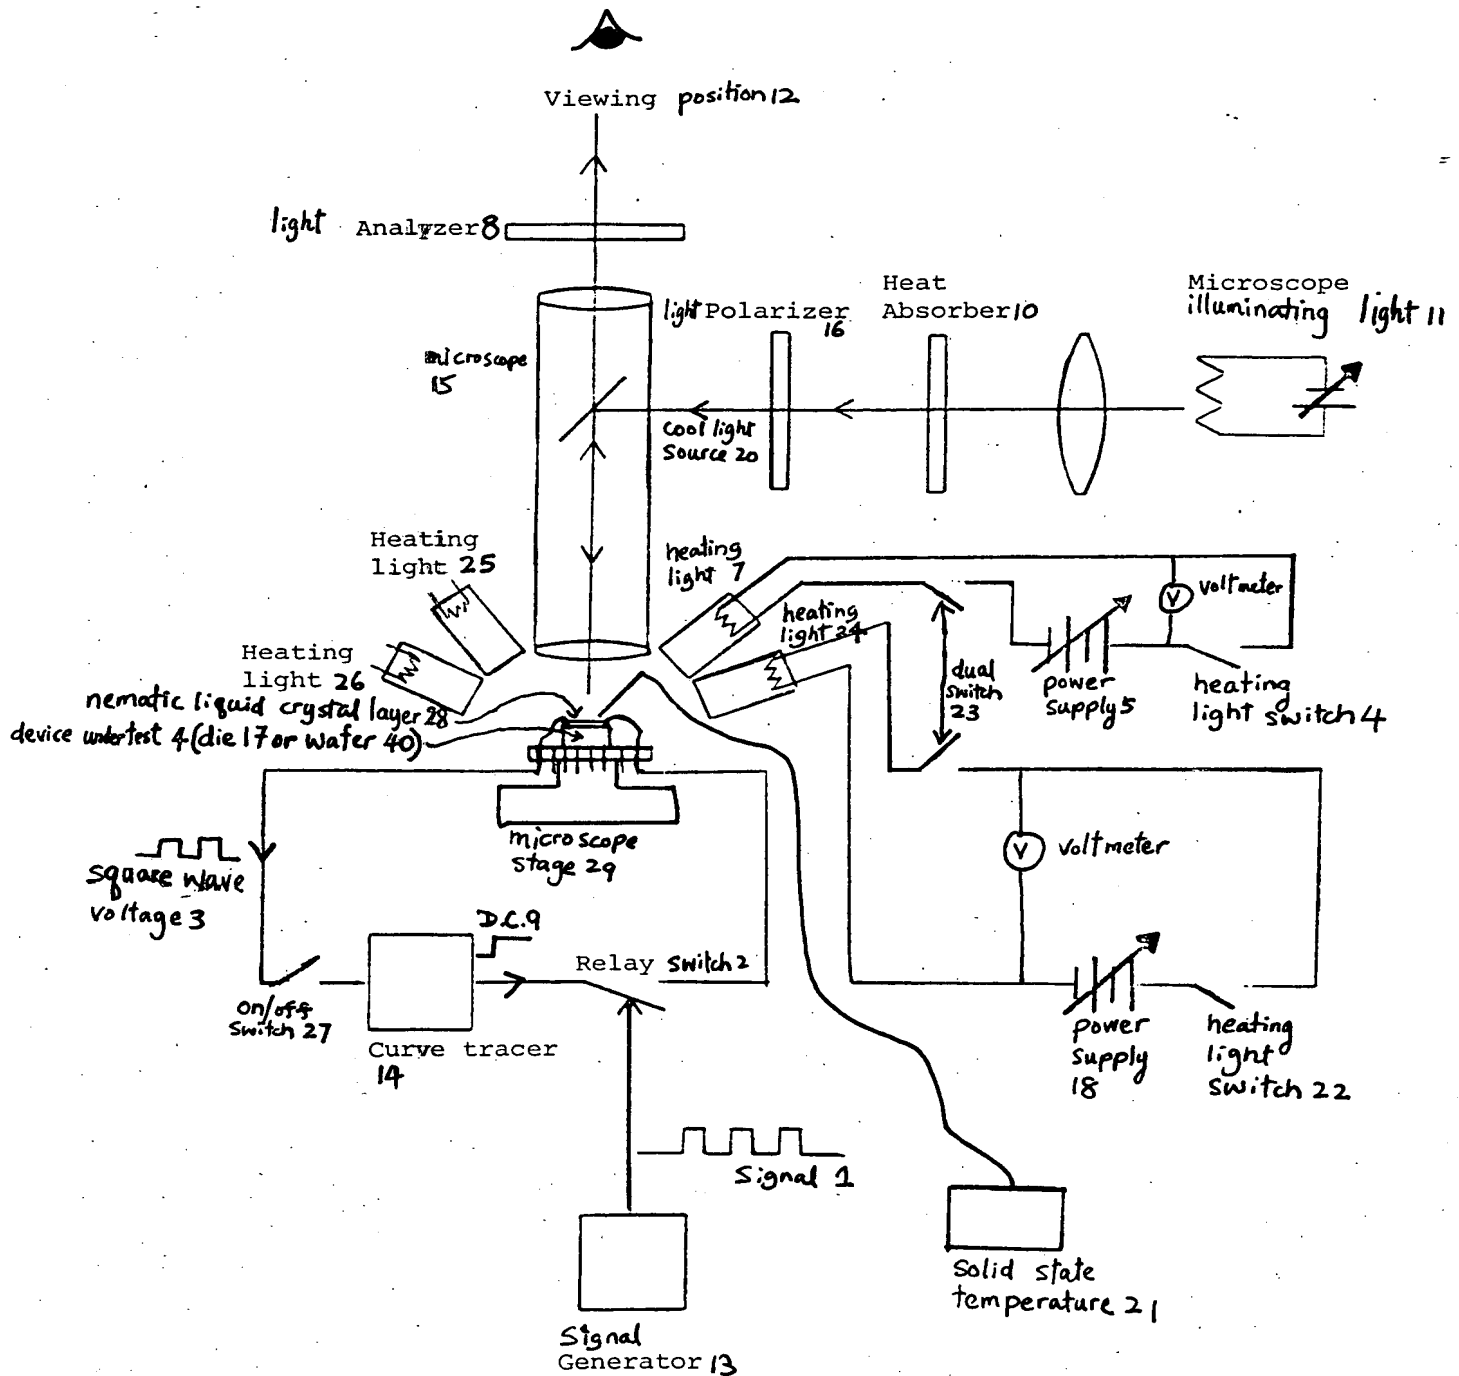 Viewing position 12
light Analyzer 8
light Polarizer
16
Heat
Absorber 10
Microscope
illuminating light 11
microscope
15
cool light
source 20
Heating
light 25
heating
light 7
heating
light 24
V
voltmeter
Heating
light 26
dual
switch
23
power
supply 5
heating
light switch 4
nematic liquid crystal layer 28
device under test 4 (die 17 or wafer 40)
microscope
stage 29
V
voltmeter
square wave
voltage 3
D.C. 9
Relay switch 2
on/off
switch 27
Curve tracer
14
power
supply
18
heating
light
switch 22
Signal 1
Solid state
temperature 21
Signal
Generator 13